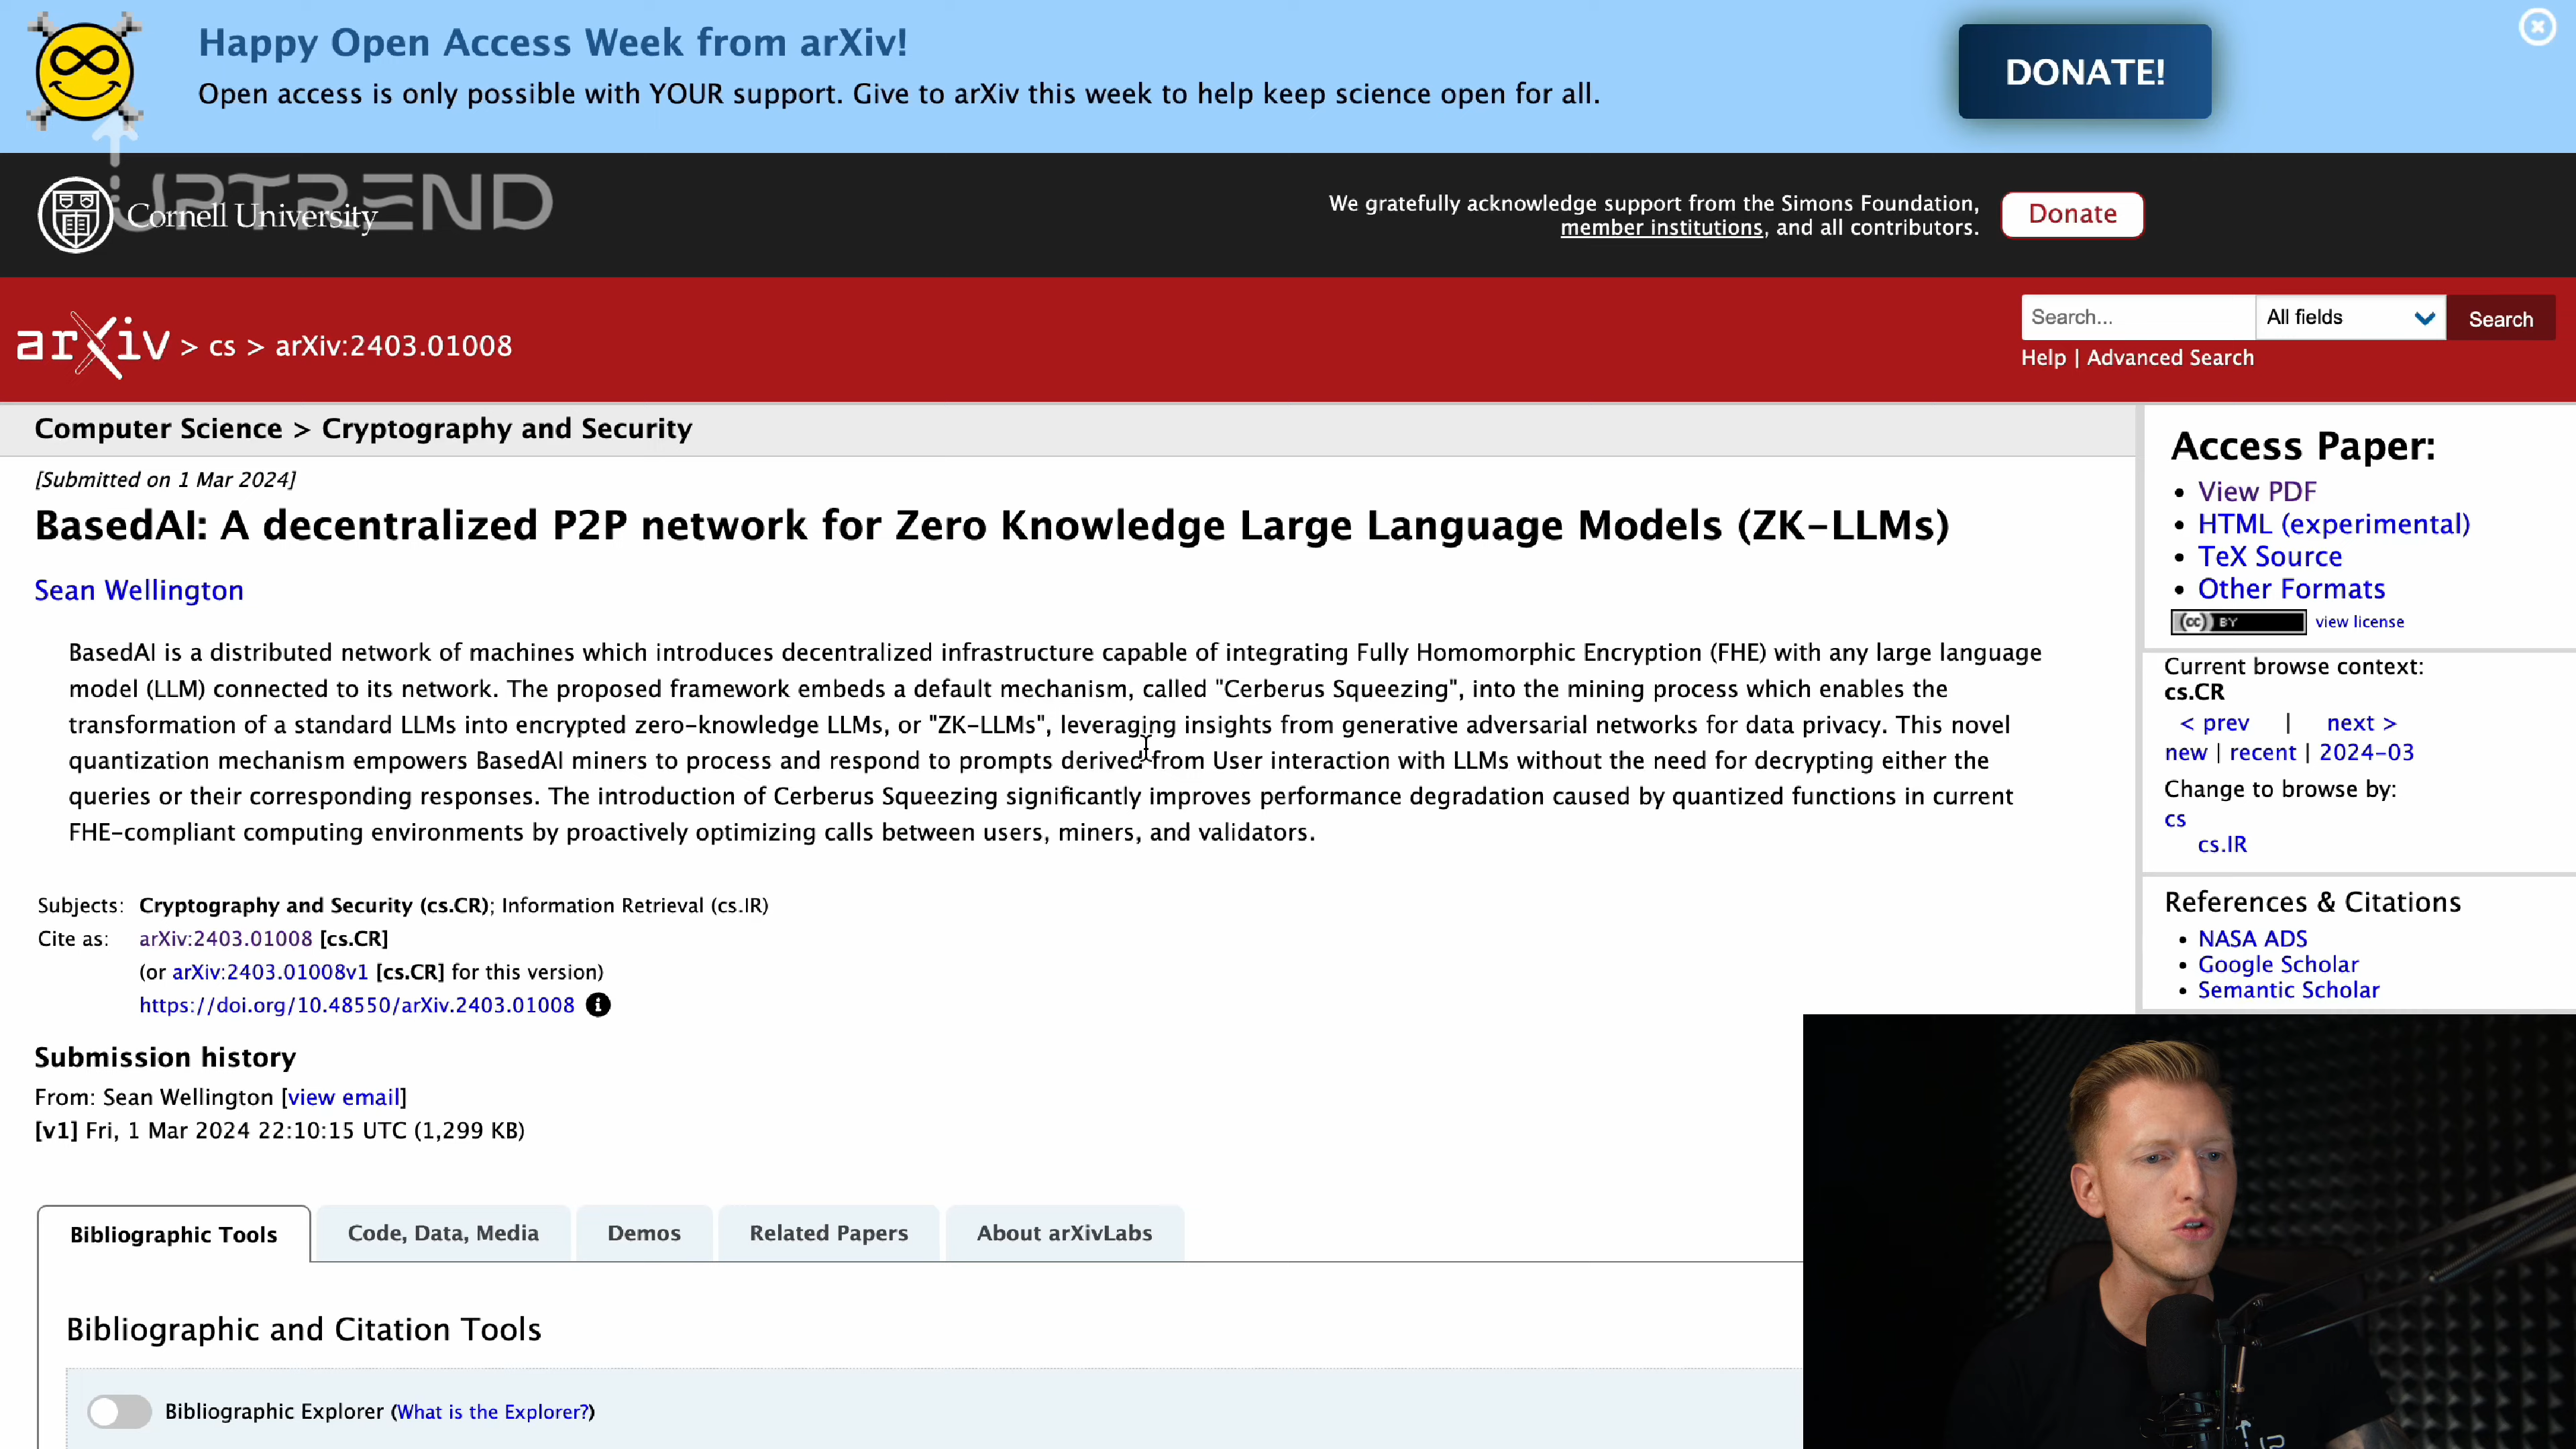 Happy Open Access Week from arXiv!
Open access is only possible with YOUR support. Give to arXiv this week to help keep science open for all.
DONATE!
UPTREND
Cornell University
We gratefully acknowledge support from the Simons Foundation,
member institutions, and all contributors.
Donate
arXiv > cs > arXiv:2403.01008
Search...
All fields
Search
Help | Advanced Search
Computer Science > Cryptography and Security
[Submitted on 1 Mar 2024]
BasedAI: A decentralized P2P network for Zero Knowledge Large Language Models (ZK-LLMs)
Sean Wellington
BasedAI is a distributed network of machines which introduces decentralized infrastructure capable of integrating Fully Homomorphic Encryption (FHE) with any large language
model (LLM) connected to its network. The proposed framework embeds a default mechanism, called "Cerberus Squeezing", into the mining process which enables the
transformation of a standard LLMs into encrypted zero-knowledge LLMs, or "ZK-LLMs", leveraging insights from generative adversarial networks for data privacy. This novel
quantization mechanism empowers BasedAI miners to process and respond to prompts derived from User interaction with LLMs without the need for decrypting either the
queries or their corresponding responses. The introduction of Cerberus Squeezing significantly improves performance degradation caused by quantized functions in current
FHE-compliant computing environments by proactively optimizing calls between users, miners, and validators.
Subjects: Cryptography and Security (cs.CR); Information Retrieval (cs.IR)
Cite as: arXiv:2403.01008 [cs.CR]
(or arXiv:2403.01008v1 [cs.CR] for this version)
https://doi.org/10.48550/arXiv.2403.01008
Submission history
From: Sean Wellington [view email]
[v1] Fri, 1 Mar 2024 22:10:15 UTC (1,299 KB)
Bibliographic Tools
Code, Data, Media
Demos
Related Papers
About arXivLabs
Bibliographic and Citation Tools
Bibliographic Explorer (What is the Explorer?)
Access Paper:
View PDF
HTML (experimental)
TeX Source
Other Formats
(cc) BY
view license
Current browse context:
cs.CR
< prev | next >
new | recent | 2024-03
Change to browse by:
cs
cs.IR
References & Citations
NASA ADS
Google Scholar
Semantic Scholar